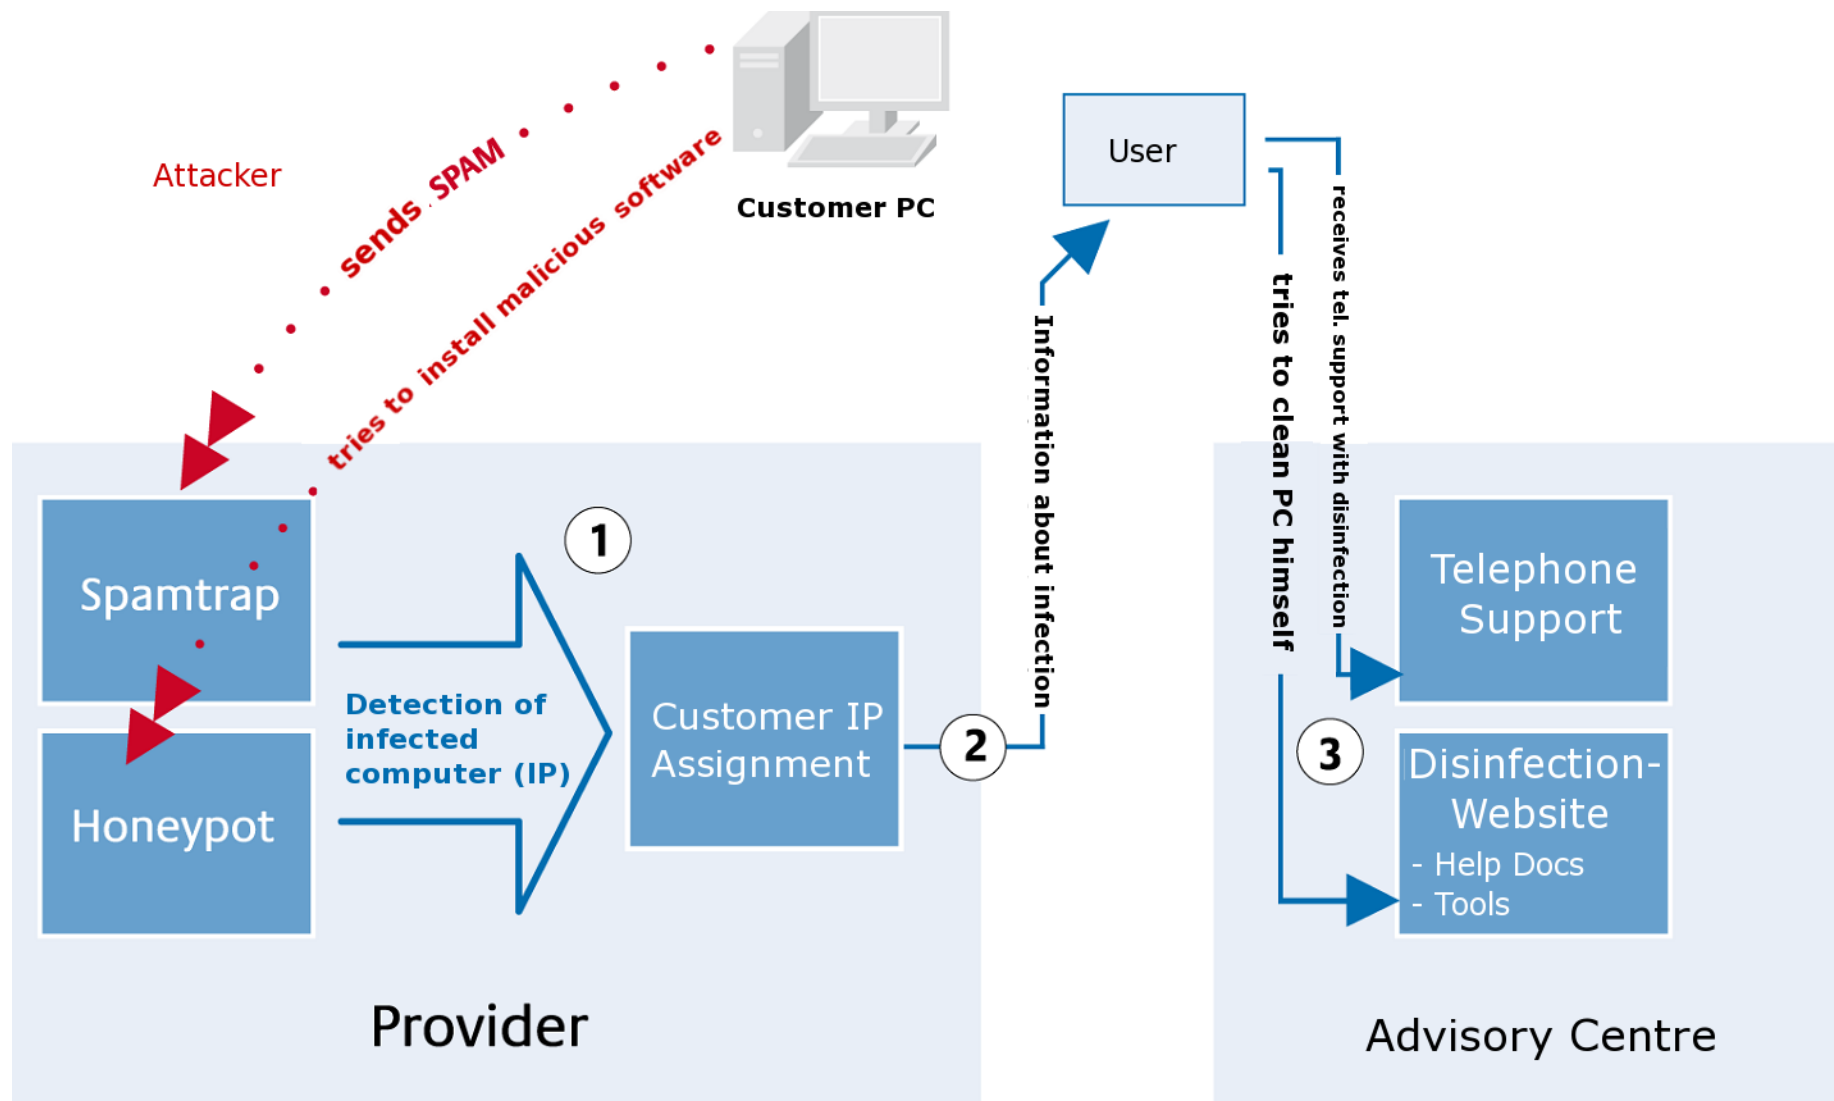 Attacker
sends SPAM
tries to install malicious software
Customer PC
User
Information about infection
tries to clean PC himself
receives tel. support with disinfection
1
Spamtrap
Honeypot
Detection of
infected
computer (IP)
Customer IP
Assignment
2
Provider
Telephone
Support
3
Disinfection-
Website
- Help Docs
- Tools
Advisory Centre